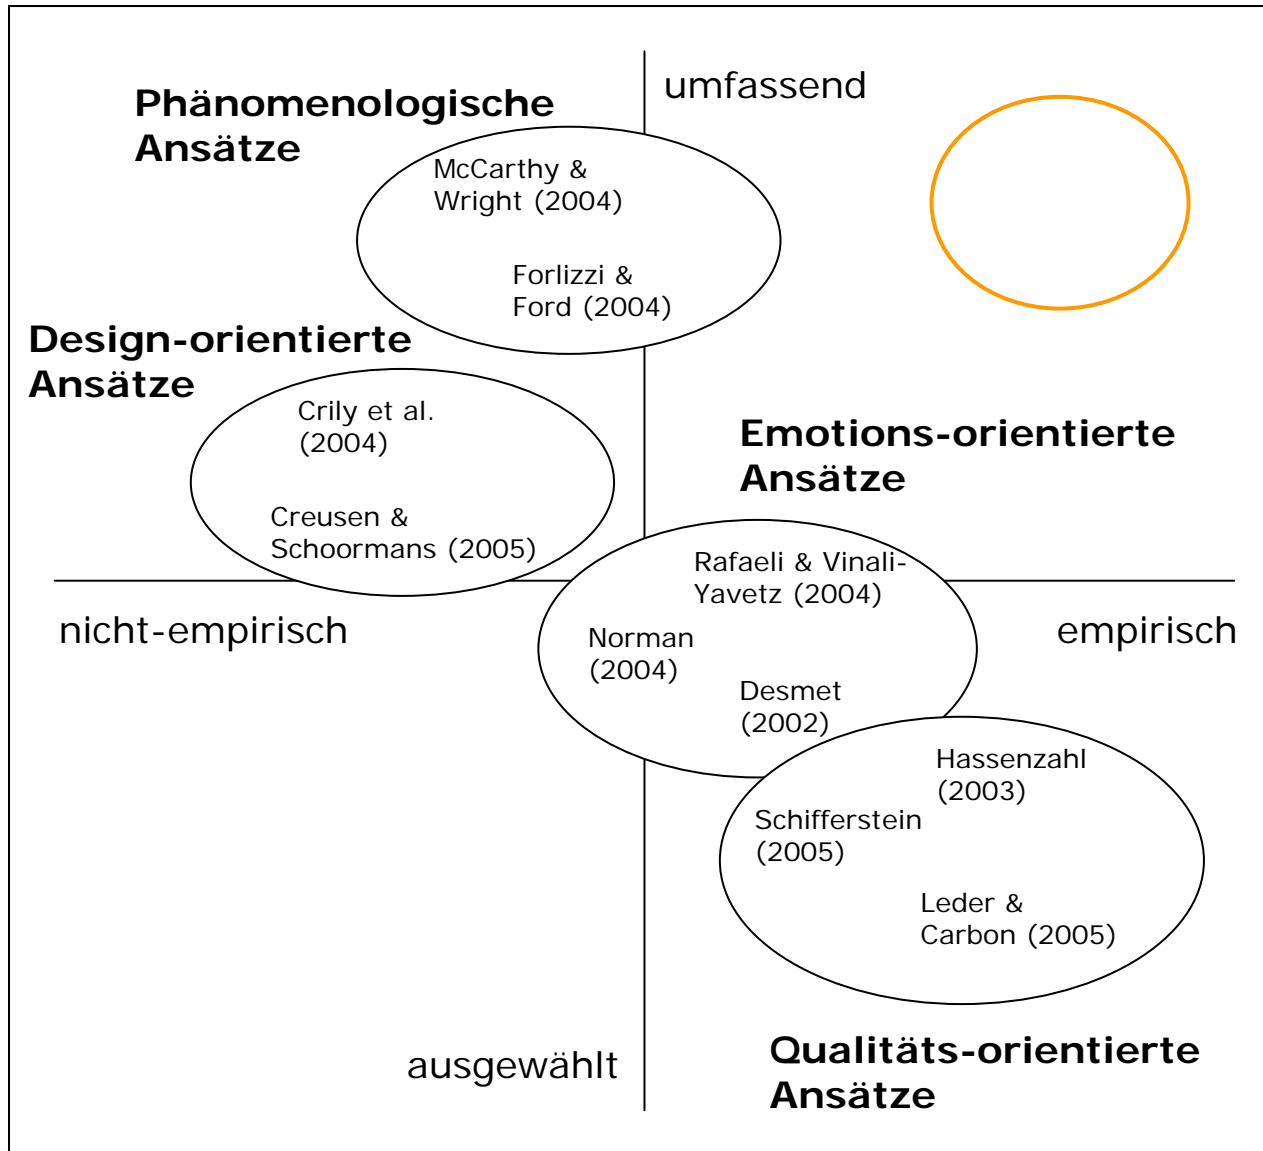 umfassend
Phänomenologische
Ansätze
McCarthy &
Wright (2004)
Forlizzi &
Ford (2004)
Design-orientierte
Ansätze
Crily et al.
(2004)
Creusen &
Schoormans (2005)
Emotions-orientierte
Ansätze
Rafaeli & Vinali-
Yavetz (2004)
nicht-empirisch
empirisch
Norman
(2004)
Desmet
(2002)
Hassenzahl
(2003)
Schifferstein
(2005)
Leder &
Carbon (2005)
ausgewählt
Qualitäts-orientierte
Ansätze